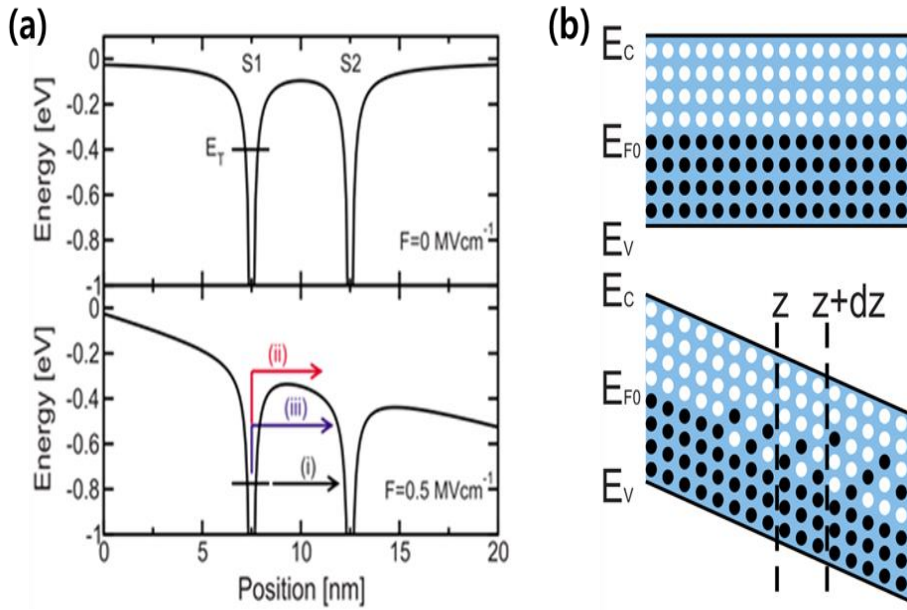 (a)
0
-0.2
-0.4
-0.6
-0.8
-1
Energy [eV]
S1
S2
E_T
F=0 MVcm⁻¹
0
-0.2
-0.4
-0.6
-0.8
-1
Energy [eV]
(ii)
(iii)
(i)
F=0.5 MVcm⁻¹
0
5
10
15
20
Position [nm]
(b)
E_C
E_F0
E_V
E_C
z
z+dz
E_F0
E_V